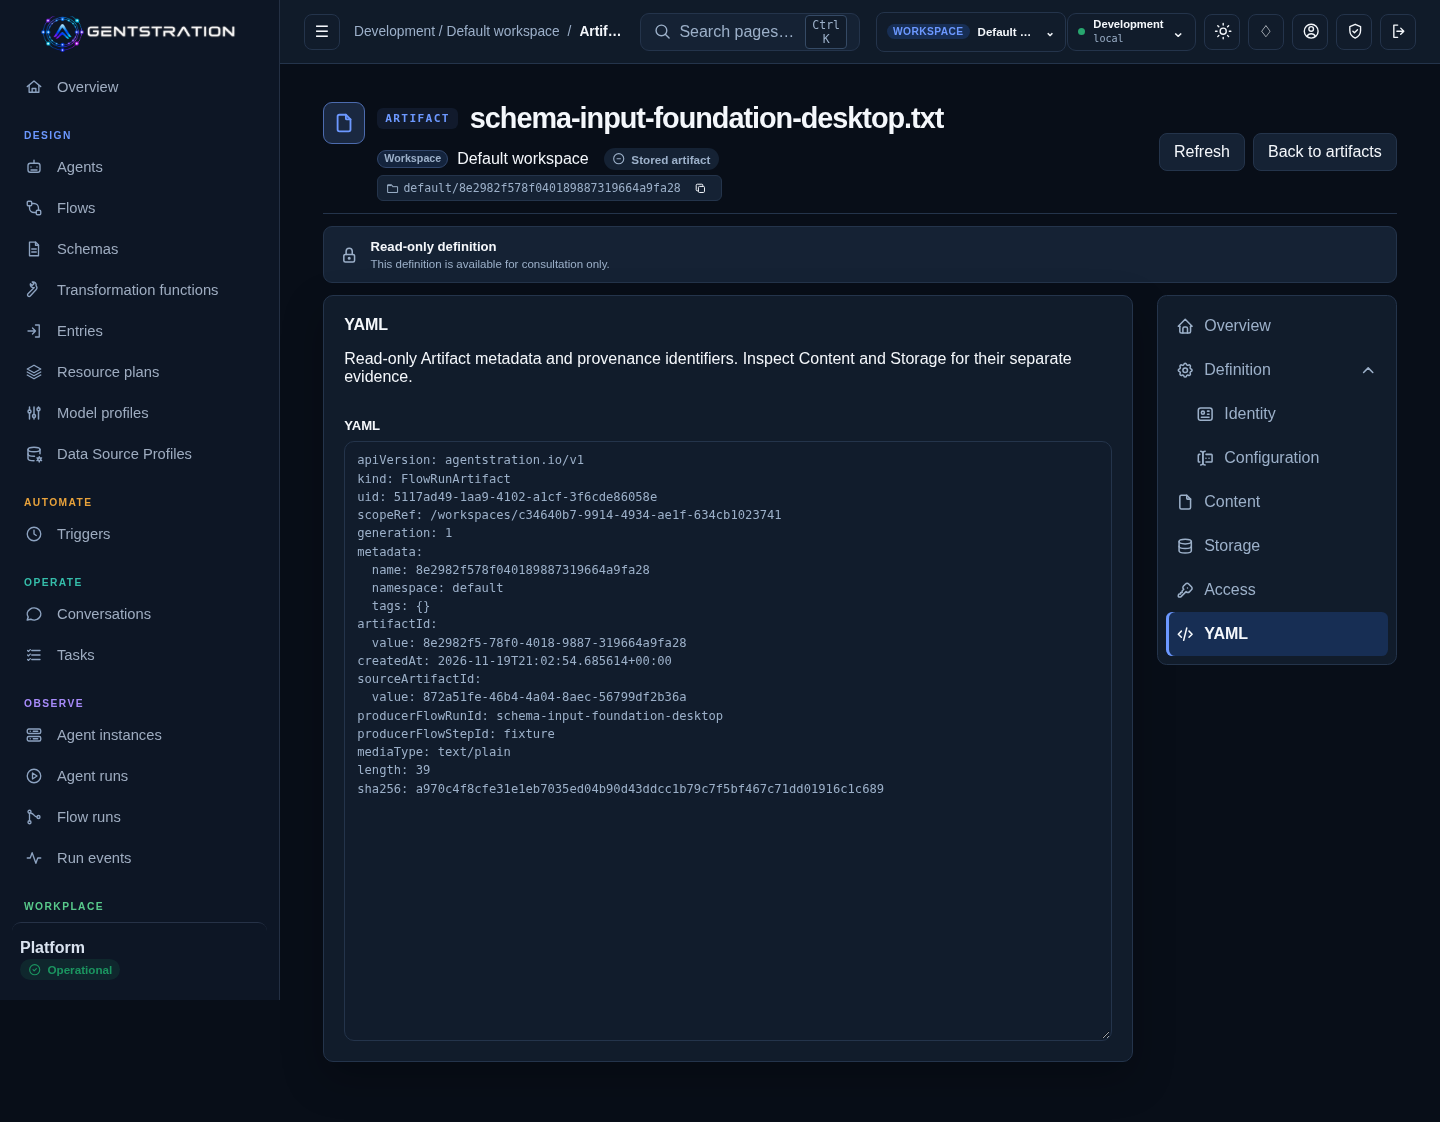 GENTSTRATION
Overview
DESIGN
Agents
Flows
Schemas
Transformation functions
Entries
Resource plans
Model profiles
Data Source Profiles
AUTOMATE
Triggers
OPERATE
Conversations
Tasks
OBSERVE
Agent instances
Agent runs
Flow runs
Run events
WORKPLACE
Platform
Operational
Development / Default workspace / Artif...
Search pages...
Ctrl
K
WORKSPACE Default ...
Development
local
ARTIFACT schema-input-foundation-desktop.txt
Workspace Default workspace Stored artifact
default/8e2982f578f040189887319664a9fa28
Refresh
Back to artifacts
Read-only definition
This definition is available for consultation only.
YAML
Read-only Artifact metadata and provenance identifiers. Inspect Content and Storage for their separate
evidence.
YAML
apiVersion: agentstration.io/v1
kind: FlowRunArtifact
uid: 5117ad49-1aa9-4102-a1cf-3f6cde86058e
scopeRef: /workspaces/c34640b7-9914-4934-ae1f-634cb1023741
generation: 1
metadata:
  name: 8e2982f578f040189887319664a9fa28
  namespace: default
  tags: {}
artifactId:
  value: 8e2982f5-78f0-4018-9887-319664a9fa28
createdAt: 2026-11-19T21:02:54.685614+00:00
sourceArtifactId:
  value: 872a51fe-46b4-4a04-8aec-56799df2b36a
producerFlowRunId: schema-input-foundation-desktop
producerFlowStepId: fixture
mediaType: text/plain
length: 39
sha256: a970c4f8cfe31e1eb7035ed04b90d43ddcc1b79c7f5bf467c71dd01916c1c689
Overview
Definition
Identity
Configuration
Content
Storage
Access
YAML